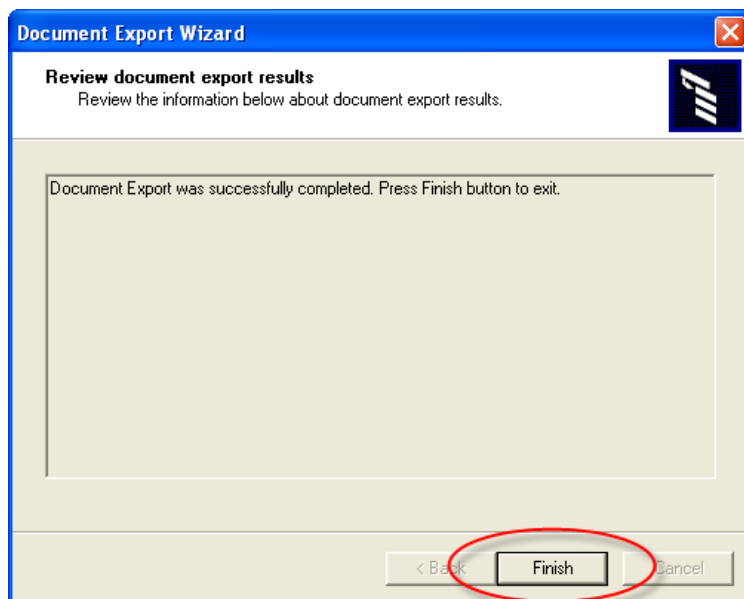 Document Export Wizard
Review document export results
Review the information below about document export results.
Document Export was successfully completed. Press Finish button to exit.
< Back Finish Cancel